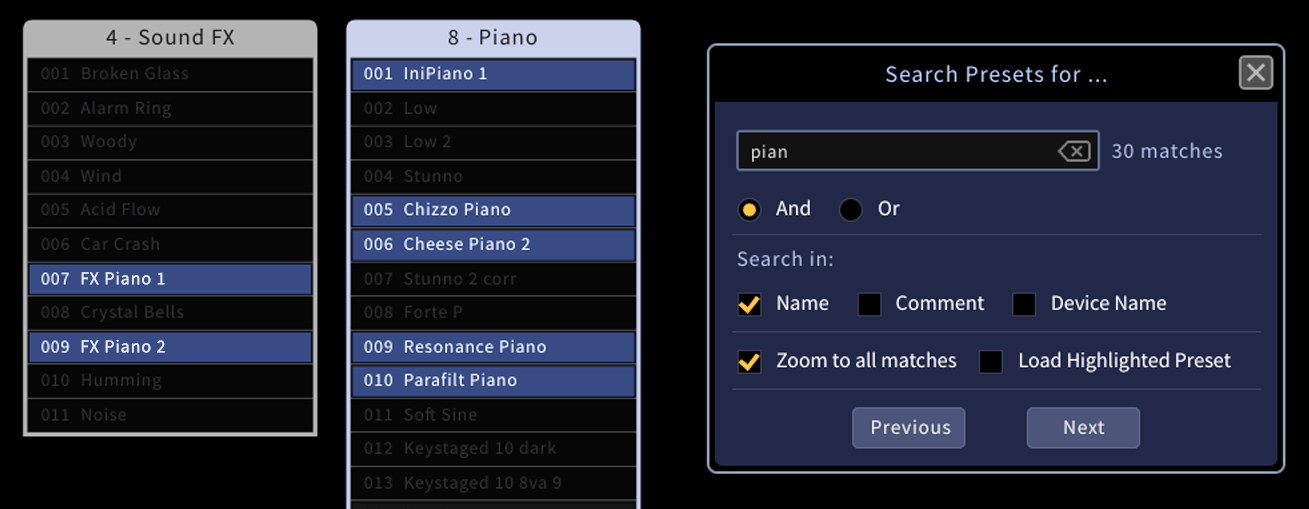 4 - Sound FX
001 Broken Glass
002 Alarm Ring
003 Woody
004 Wind
005 Acid Flow
006 Car Crash
007 FX Piano 1
008 Crystal Bells
009 FX Piano 2
010 Humming
011 Noise
8 - Piano
001 IniPiano 1
002 Low
003 Low 2
004 Stunno
005 Chizzo Piano
006 Cheese Piano 2
007 Stunno 2 corr
008 Forte P
009 Resonance Piano
010 Parafilt Piano
011 Soft Sine
012 Keystaged 10 dark
013 Keystaged 10 8va 9
Search Presets for ...
pian 30 matches
And Or
Search in:
Name Comment Device Name
Zoom to all matches Load Highlighted Preset
Previous Next